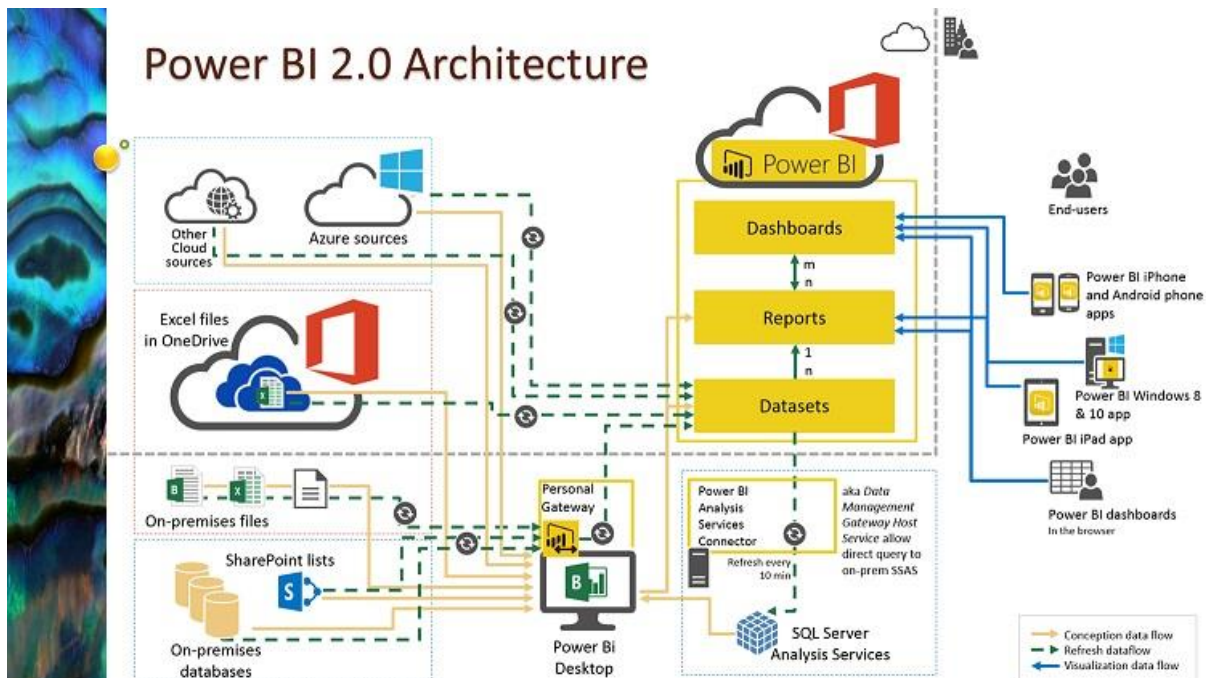 Power BI 2.0 Architecture
Power BI
Other
Cloud
sources
Azure sources
Excel files
in OneDrive
On-premises files
SharePoint lists
On-premises
databases
Personal
Gateway
B
Power Bi
Desktop
Dashboards
m
n
Reports
1
n
Datasets
Power BI
Analysis
Services
Connector
aka Data
Management
Gateway Host
Service allow
direct query to
on-prem SSAS
Refresh every
10 min
SQL Server
Analysis Services
End-users
Power BI iPhone
and Android phone
apps
Power BI Windows 8
& 10 app
Power BI iPad app
Power BI dashboards
In the browser
Conception data flow
Refresh dataflow
Visualization data flow